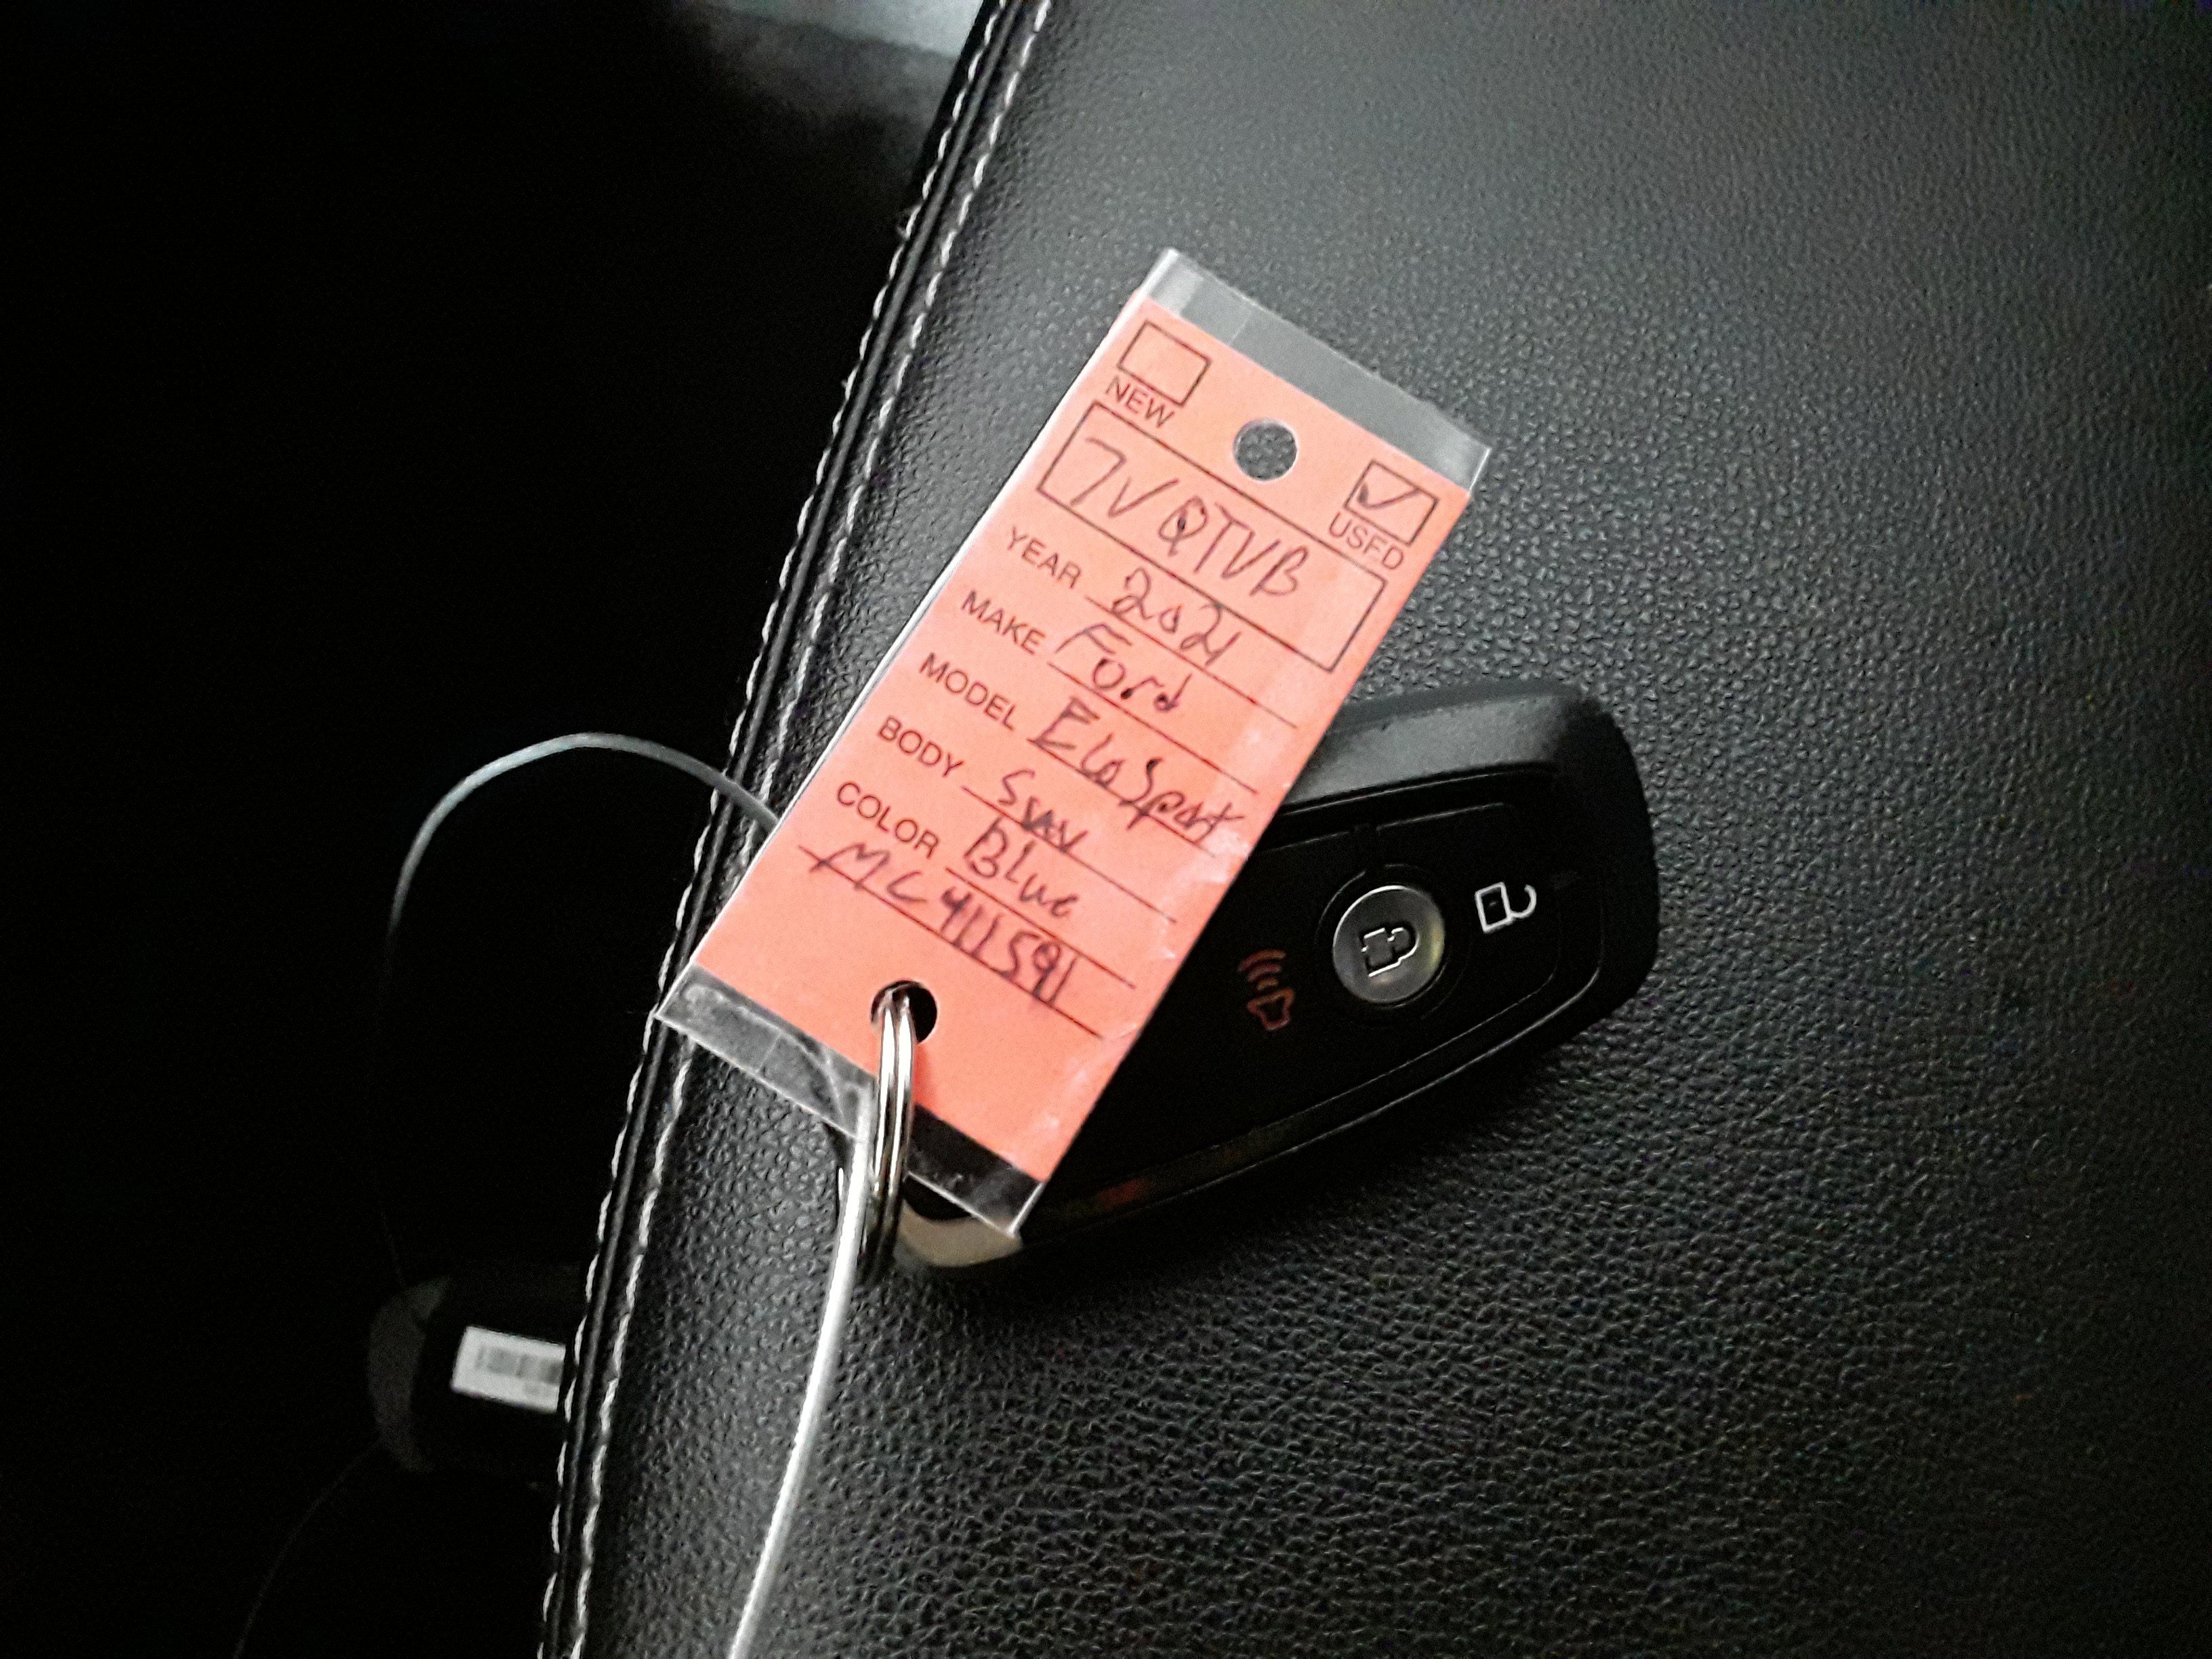 NEW
USED
7VQTVB
YEAR 2021
MAKE Ford
MODEL EcoSport
BODY SUV
COLOR Blue
MC411591